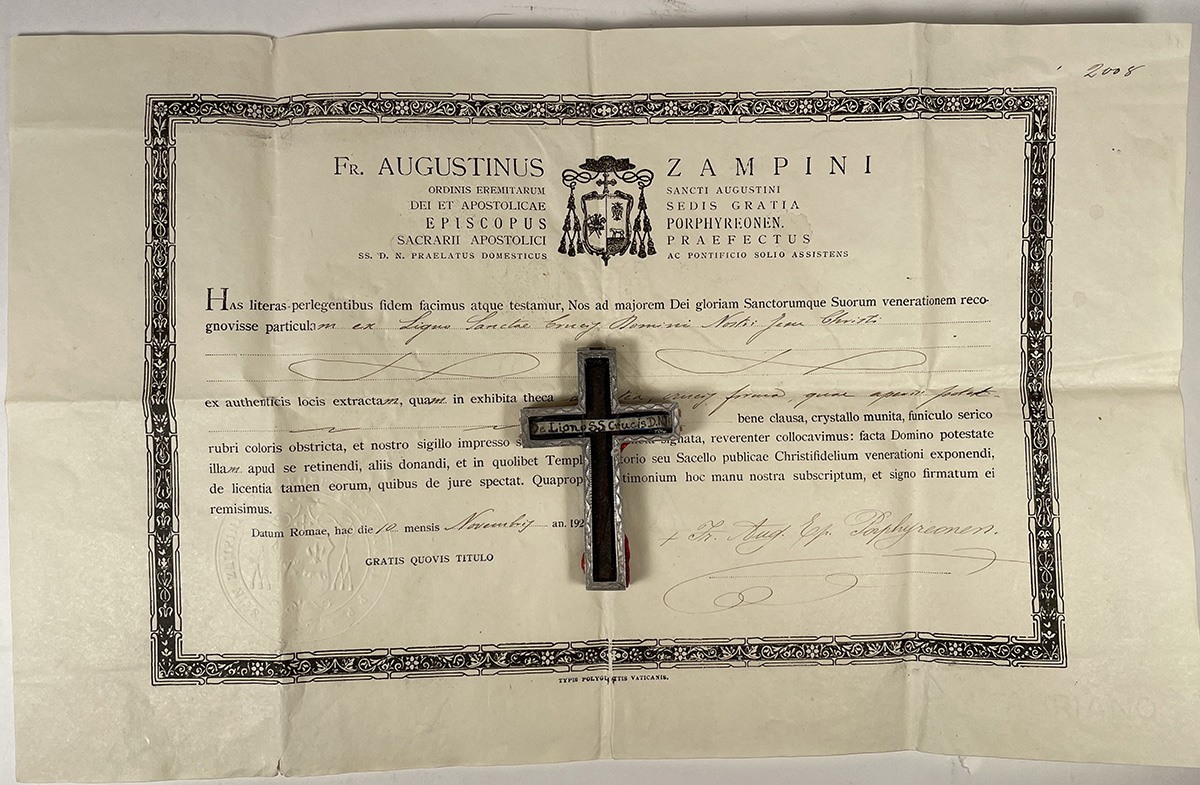 2008
FR. AUGUSTINUS ZAMPINI
ORDINIS EREMITARUM SANCTI AUGUSTINI
DEI ET APOSTOLICAE SEDIS GRATIA
EPISCOPUS PORPHYREONEN.
SACRARII APOSTOLICI PRAEFECTUS
SS. D. N. PRAELATUS DOMESTICUS AC PONTIFICIO SOLIO ASSISTENS
HAS literas perlegentibus fidem facimus atque testamur, Nos ad majorem Dei gloriam Sanctorumque Suorum venerationem reco-
gnovisse particulam ex Ligno Sanctae Crucis Domini Nostri Jesu Christi
ex authenticis locis extractam, quam in exhibita theca crucis forma, quae
De Ligno S.S Crucis D.N bene clausa, crystallo munita, funiculo serico
rubri coloris obstricta, et nostro sigillo impresso signata, reverenter collocavimus: facta Domino potestate
illam apud se retinendi, aliis donandi, et in quolibet Templ torio seu Sacello publicae Christifidelium venerationi exponendi,
de licentia tamen eorum, quibus de jure spectat. Quaprop timonium hoc manu nostra subscriptum, et signo firmatum ei
remisimus.
Datum Romae, hac die 10 mensis Novembris an. 192
+ Fr. Aug. Ep. Porphyreonen.
GRATIS QUOVIS TITULO
TYPIS POLYGLOTTIS VATICANIS.